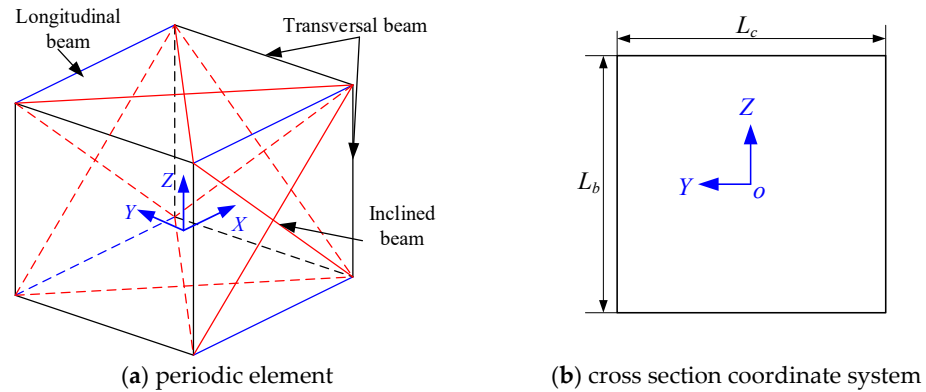 Longitudinal
beam
Transversal beam
Z
Y
X
Inclined
beam
(a) periodic element
L_c
L_b
Z
Y
o
(b) cross section coordinate system